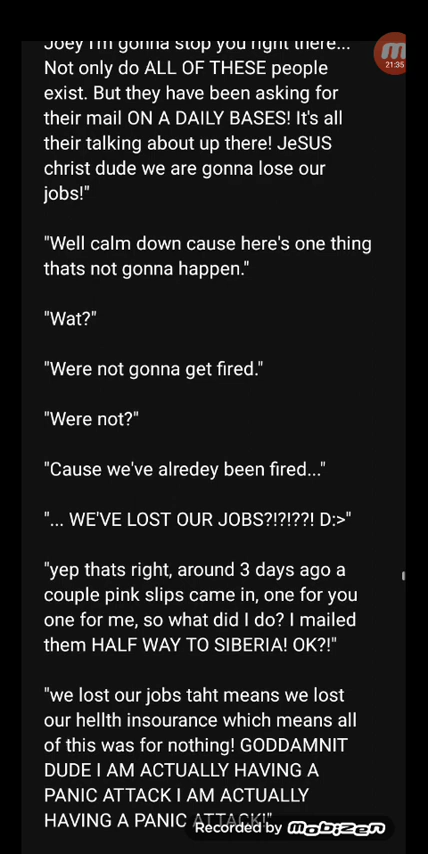 Joey I'm gonna stop you right there...
Not only do ALL OF THESE people
exist. But they have been asking for
their mail ON A DAILY BASES! It's all
their talking about up there! JeSUS
christ dude we are gonna lose our
jobs!"
"Well calm down cause here's one thing
thats not gonna happen."
"Wat?"
"Were not gonna get fired."
"Were not?"
"Cause we've alredey been fired..."
"... WE'VE LOST OUR JOBS?!?!??! D:>"
"yep thats right, around 3 days ago a
couple pink slips came in, one for you
one for me, so what did I do? I mailed
them HALF WAY TO SIBERIA! OK?!"
"we lost our jobs taht means we lost
our hellth insourance which means all
of this was for nothing! GODDAMNIT
DUDE I AM ACTUALLY HAVING A
PANIC ATTACK I AM ACTUALLY
HAVING A PANIC ATTACK!"
M
21:35
Recorded by mobizen